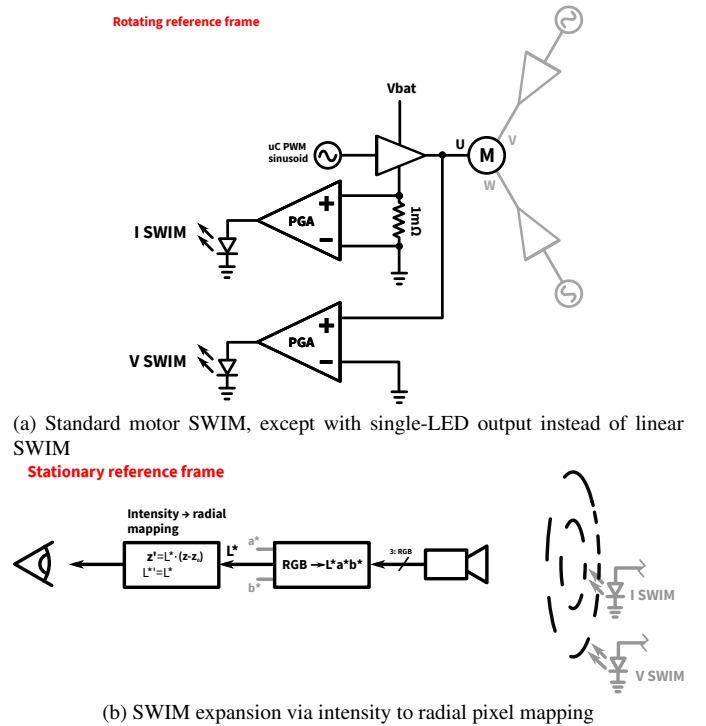 Rotating reference frame
Vbat
uC PWM
sinusoid
U
M
V
W
+
PGA
−
1mΩ
I SWIM
+
PGA
−
V SWIM
(a) Standard motor SWIM, except with single-LED output instead of linear
SWIM
Stationary reference frame
Intensity → radial
mapping
z'=L*·(z-zₒ)
L*'=L*
L*
a*
b*
RGB →L*a*b*
3: RGB
I SWIM
V SWIM
(b) SWIM expansion via intensity to radial pixel mapping